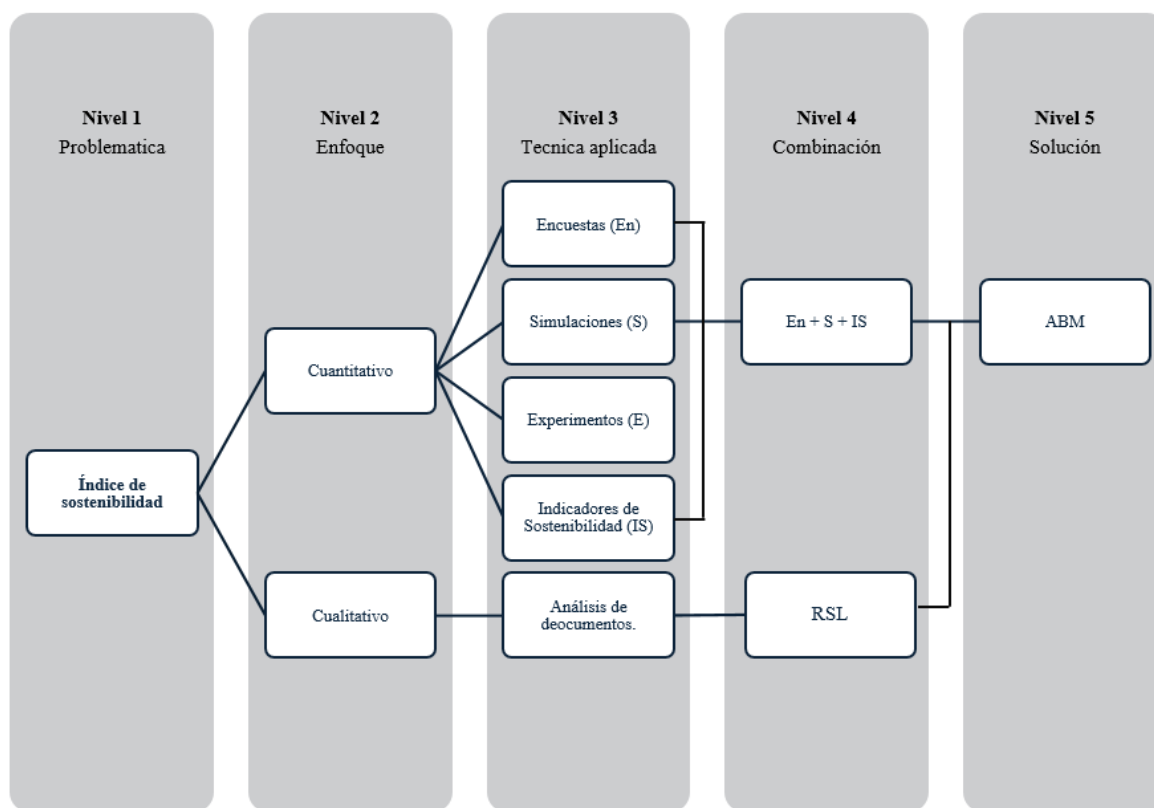 Nivel 1
Problematica
Nivel 2
Enfoque
Nivel 3
Tecnica aplicada
Nivel 4
Combinación
Nivel 5
Solución
Índice de
sostenibilidad
Cuantitativo
Cualitativo
Encuestas (En)
Simulaciones (S)
Experimentos (E)
Indicadores de
Sostenibilidad (IS)
Análisis de
deocumentos.
En + S + IS
RSL
ABM